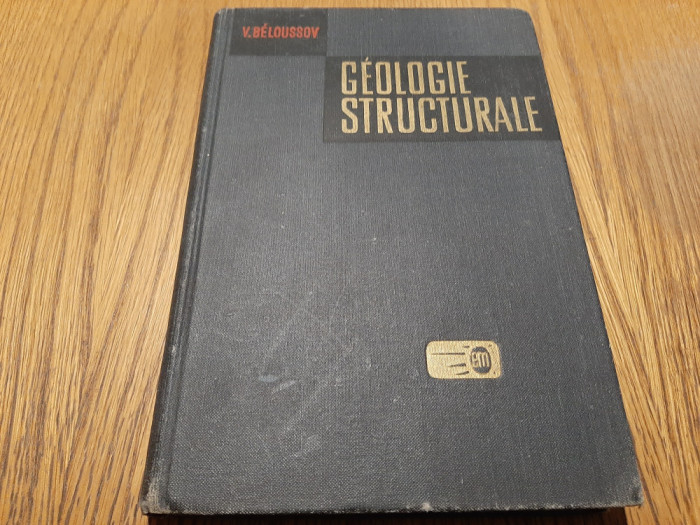 V. BÉLOUSSOV
GÉOLOGIE
STRUCTURALE
EM